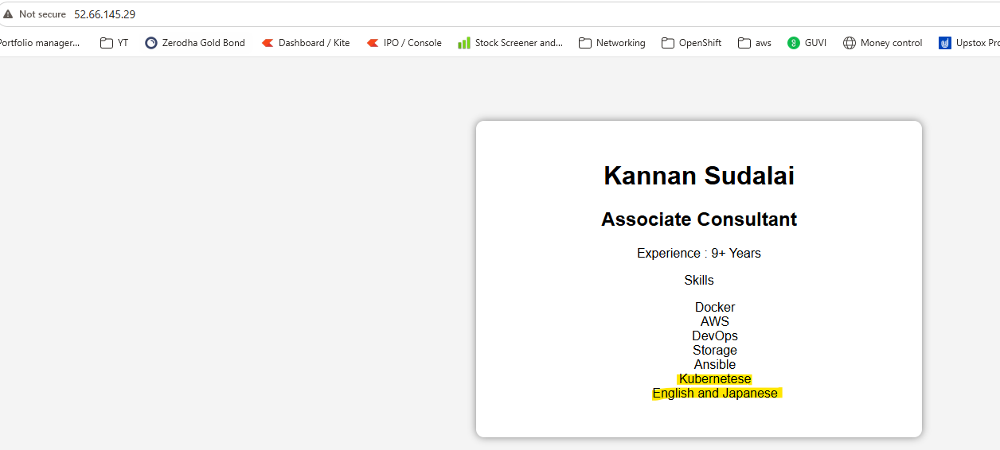 Not secure 52.66.145.29
Portfolio manager... YT Zerodha Gold Bond Dashboard / Kite IPO / Console Stock Screener and... Networking OpenShift aws GUVI Money control Upstox Pro
Kannan Sudalai
Associate Consultant
Experience : 9+ Years
Skills
Docker
AWS
DevOps
Storage
Ansible
Kubernetese
English and Japanese